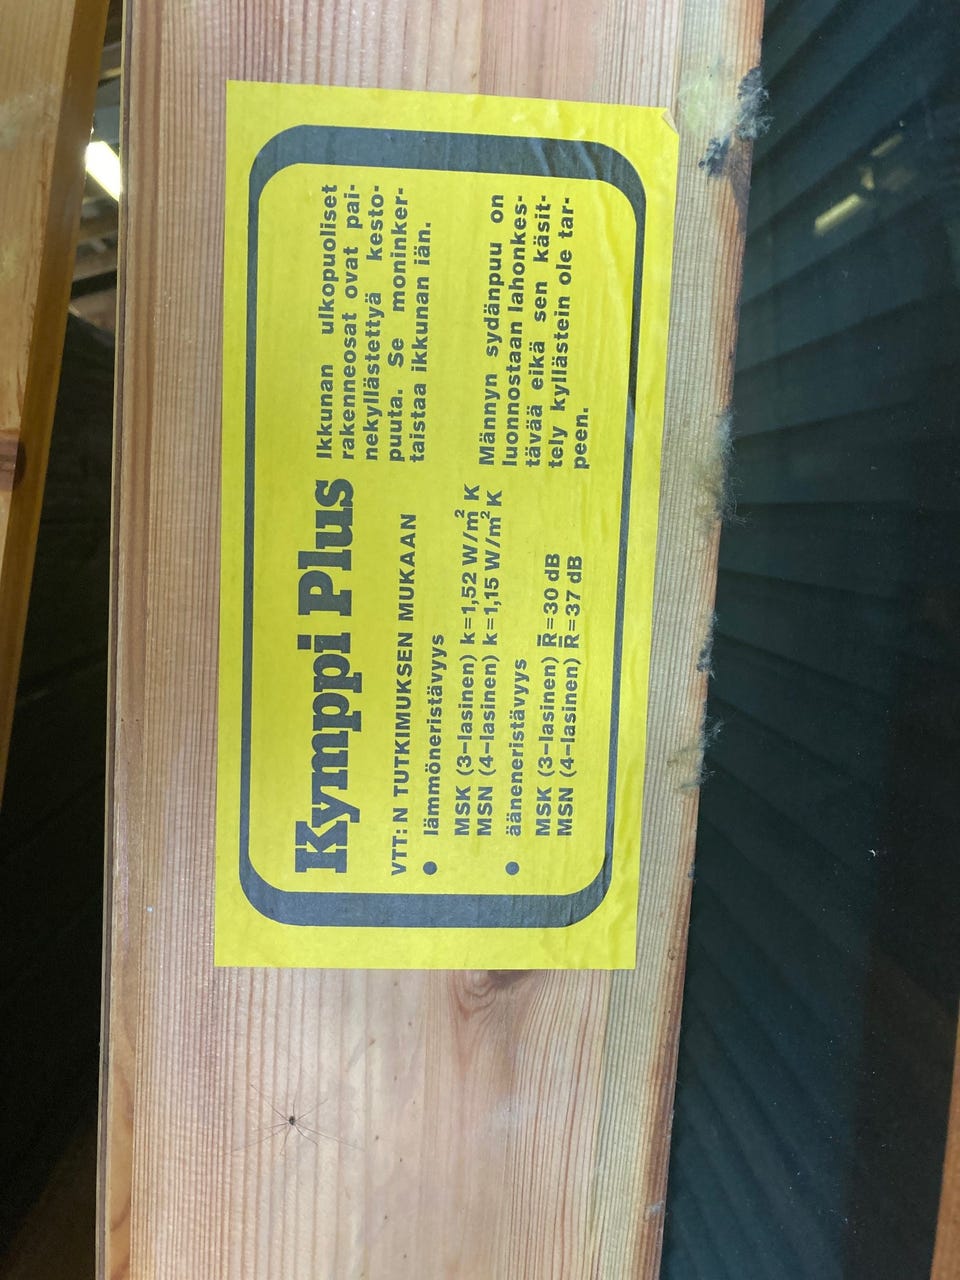 Kymppi Plus
VTT:N TUTKIMUKSEN MUKAAN
● lämmöneristävyys
MSK (3-lasinen) k=1,52 W/m² K
MSN (4-lasinen) k=1,15 W/m² K
● ääneneristävyys
MSK (3-lasinen) R̅=30 dB
MSN (4-lasinen) R̅=37 dB
Ikkunan ulkopuoliset
rakenneosat ovat pai-
nekyllästettyä kesto-
puuta. Se moninker-
taistaa ikkunan iän.
Männyn sydänpuu on
luonnostaan lahonkes-
tävää eikä sen käsit-
tely kyllästein ole tar-
peen.